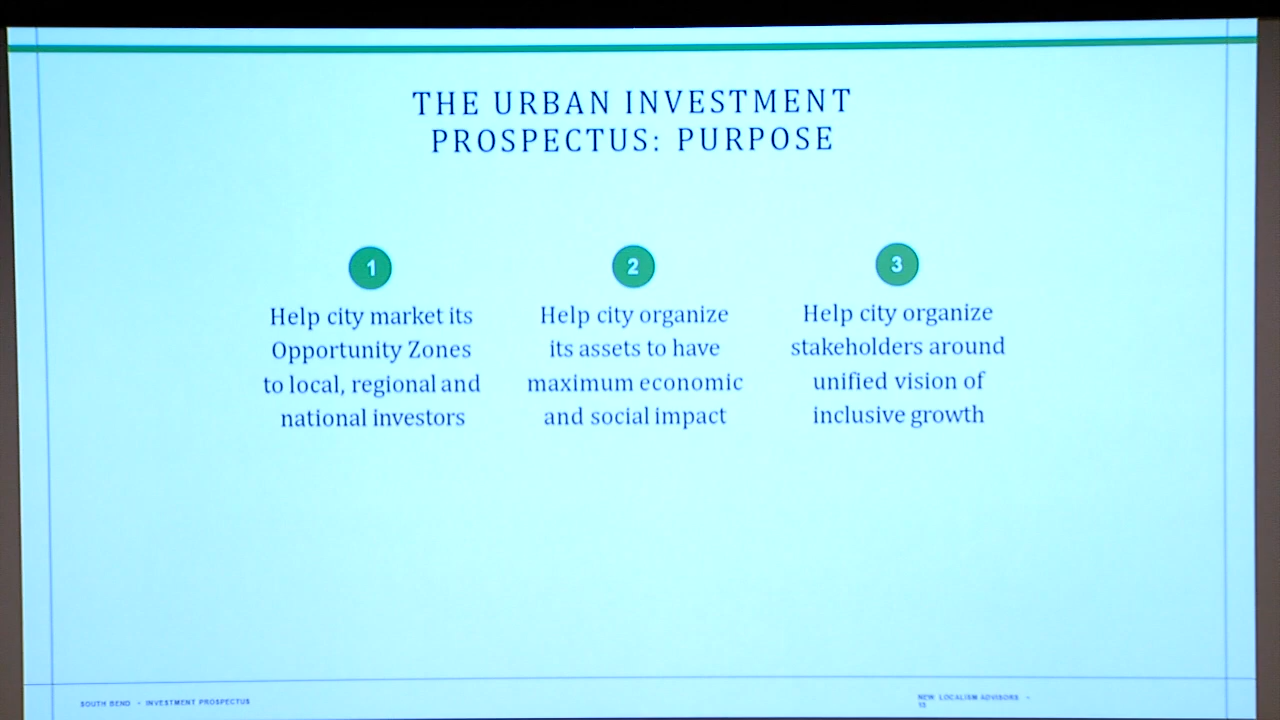 THE URBAN INVESTMENT
PROSPECTUS: PURPOSE
1
Help city market its
Opportunity Zones
to local, regional and
national investors
2
Help city organize
its assets to have
maximum economic
and social impact
3
Help city organize
stakeholders around
unified vision of
inclusive growth
SOUTH BEND - INVESTMENT PROSPECTUS
NEW LOCALISM ADVISORS -